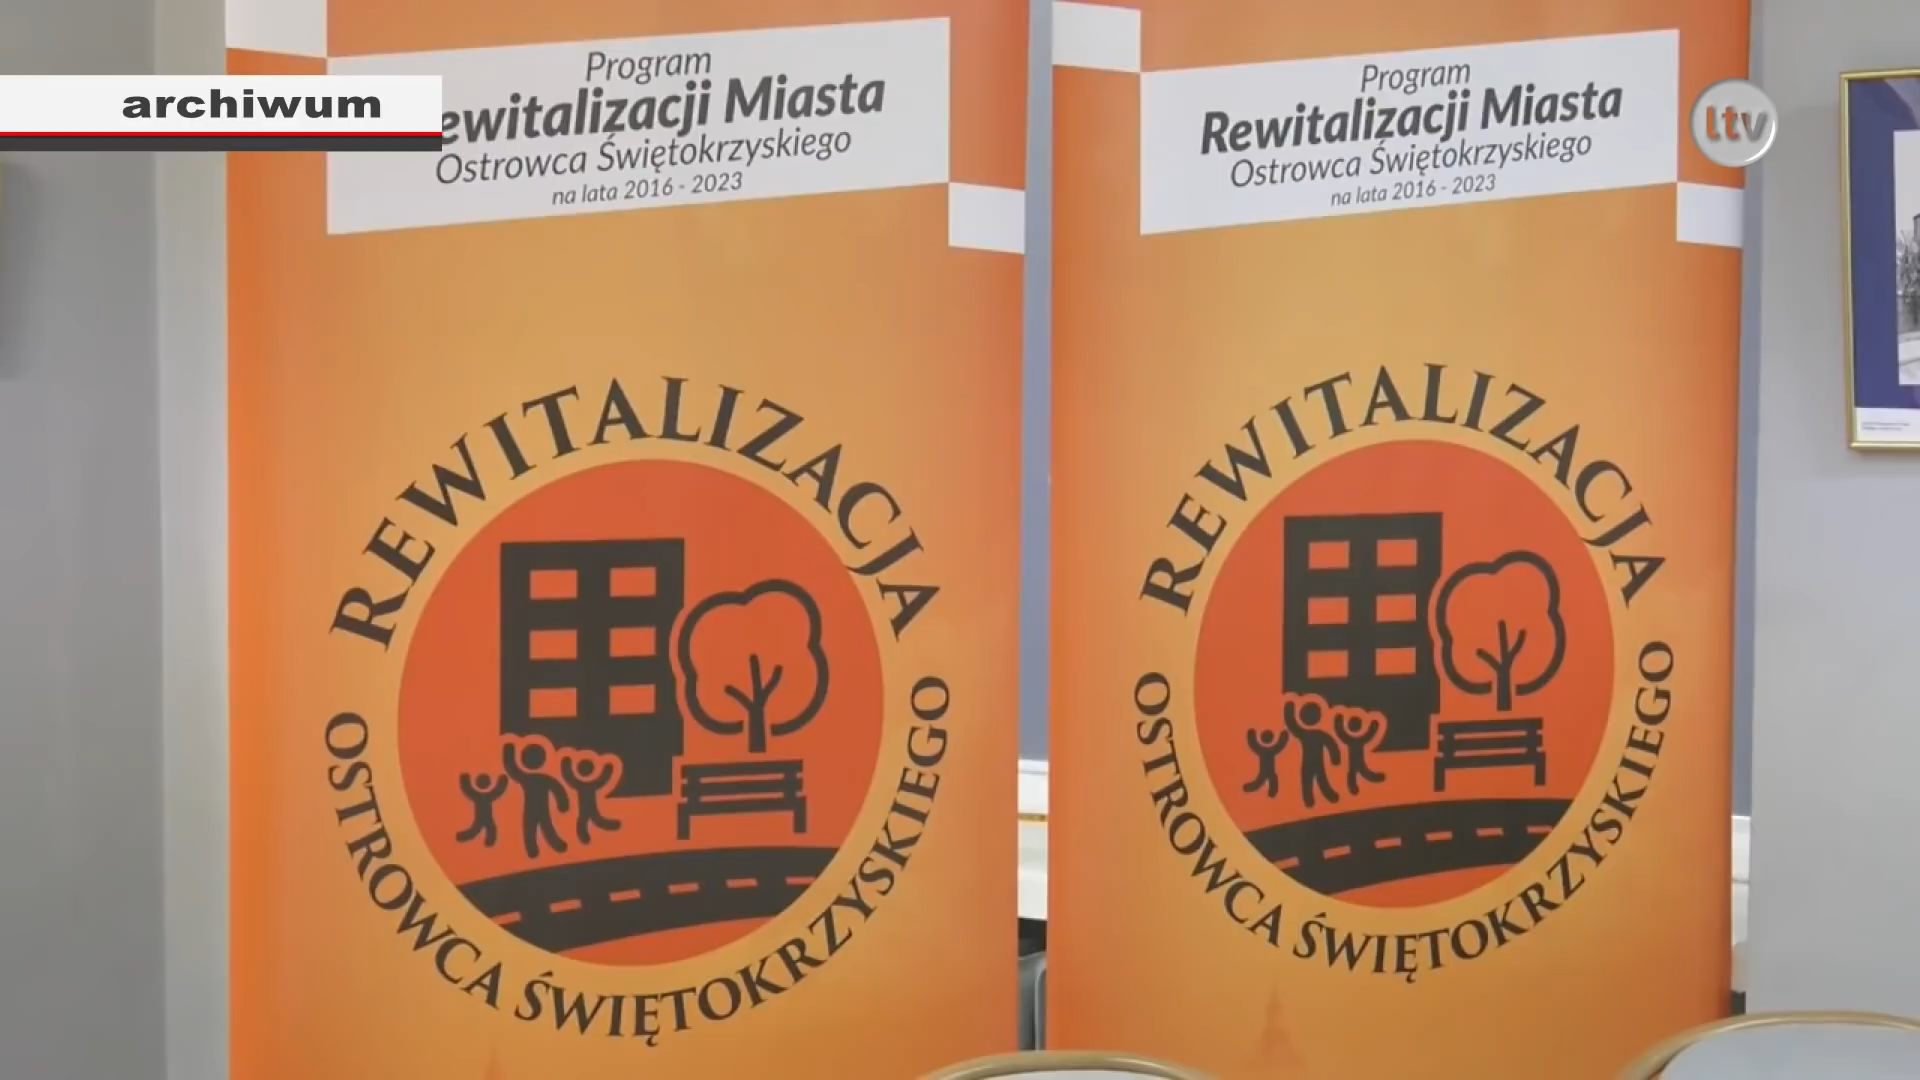 archiwum
Program
ewitalizacji Miasta
Ostrowca Świętokrzyskiego
na lata 2016 - 2023
REWITALIZACJA
OSTROWCA ŚWIĘTOKRZYSKIEGO
Program
Rewitalizacji Miasta
Ostrowca Świętokrzyskiego
na lata 2016 - 2023
REWITALIZACJA
OSTROWCA ŚWIĘTOKRZYSKIEGO
ltv